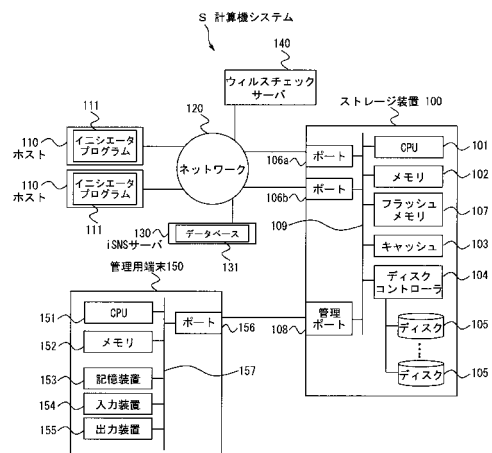 S 計算機システム
140
ウィルスチェック
サーバ
ストレージ装置 100
111
120
110
ホスト
イニシエータ
プログラム
110
ホスト
イニシエータ
プログラム
111
ネットワーク
ポート
106a
ポート
106b
109
CPU
101
メモリ
102
フラッシュ
メモリ
107
キャッシュ
103
ディスク
コントローラ
104
ディスク
105
ディスク
105
130
iSNSサーバ
データベース
131
管理用端末150
151
CPU
152
メモリ
153
記憶装置
154
入力装置
155
出力装置
ポート
156
157
管理
ポート
108